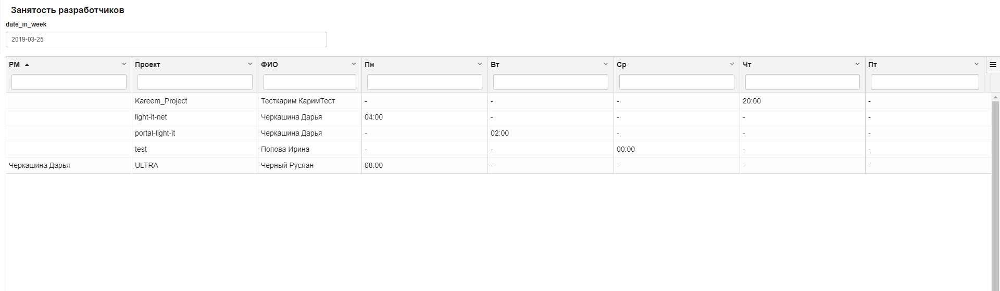 Занятость разработчиков
date_in_week
2019-03-25
PM Проект ФИО Пн Вт Ср Чт Пт
Kareem_Project Тесткарим КаримТест - - - 20:00 -
light-it-net Черкашина Дарья 04:00 - - - -
portal-light-it Черкашина Дарья - 02:00 - - -
test Попова Ирина - - 00:00 - -
Черкашина Дарья ULTRA Черный Руслан 08:00 - - - -